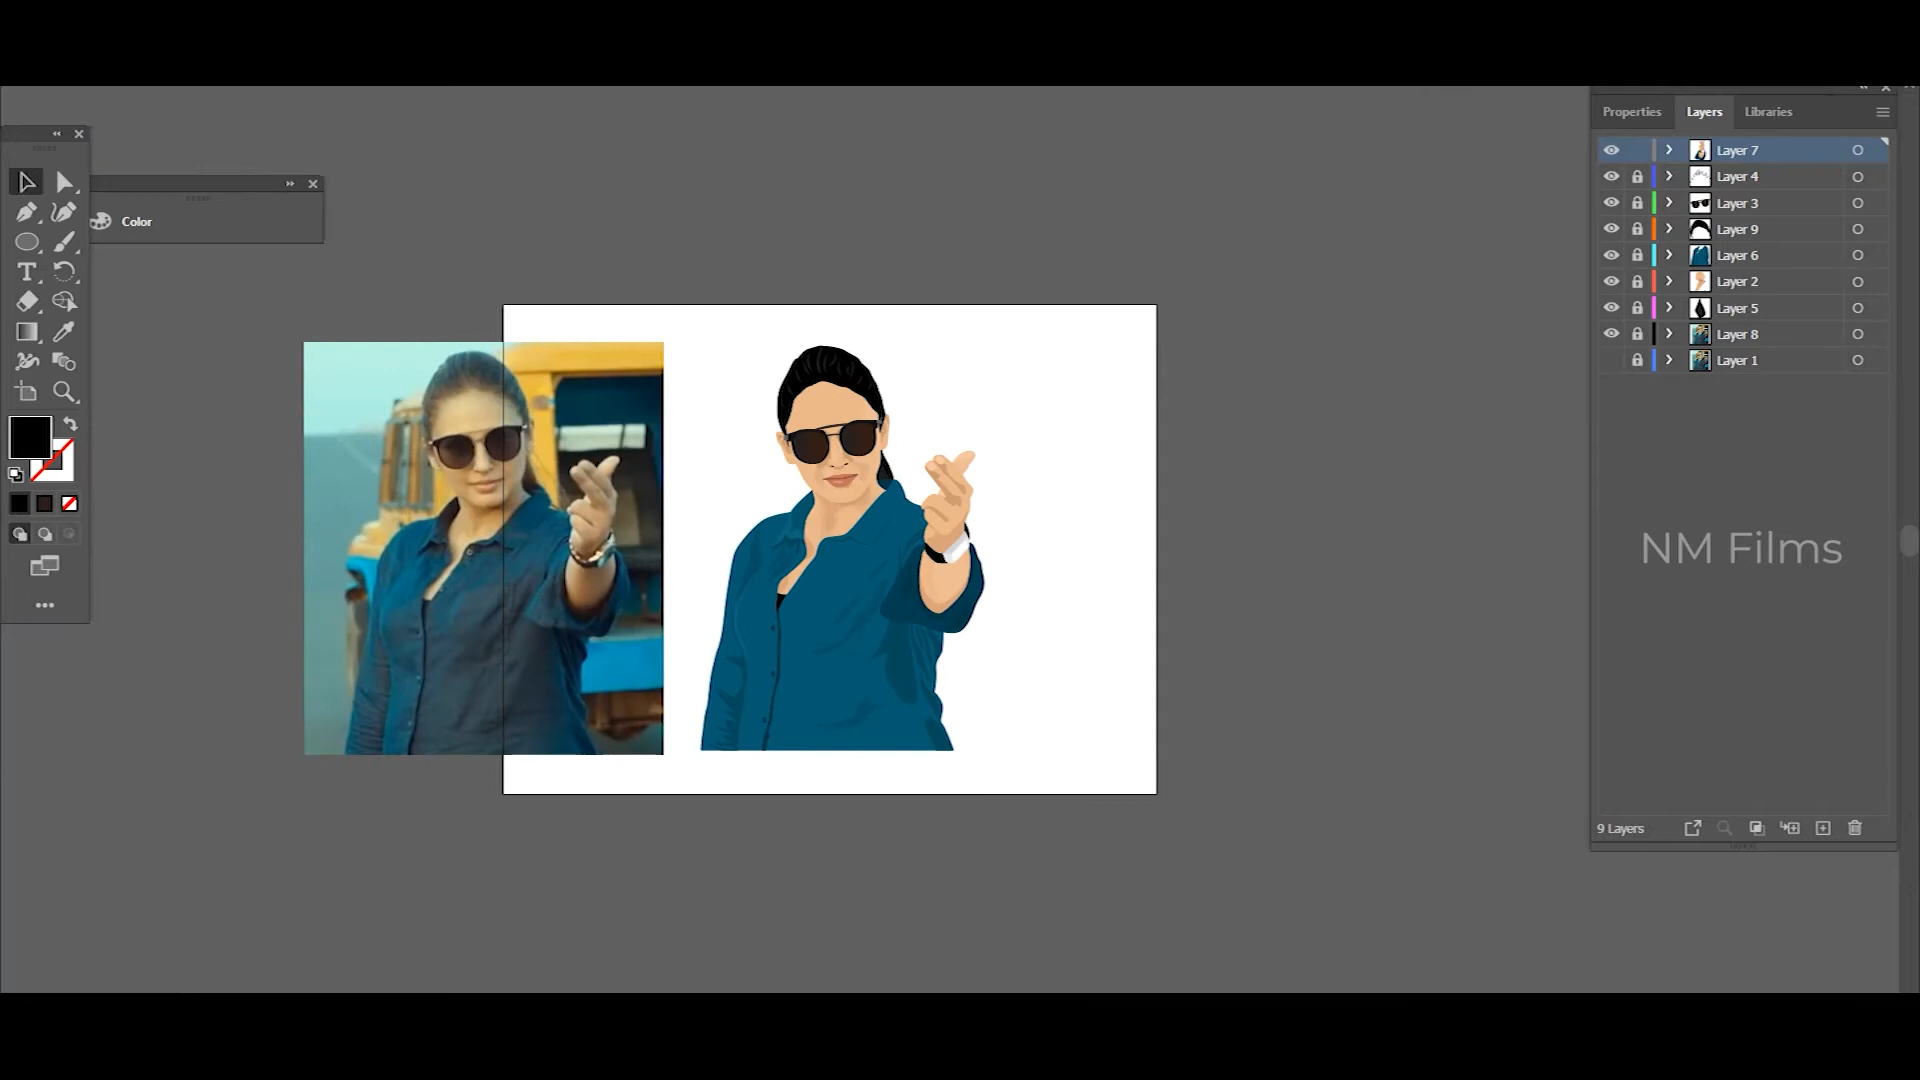 Properties
Layers
Libraries
Color
Layer 7
Layer 4
Layer 3
Layer 9
Layer 6
Layer 2
Layer 5
Layer 8
Layer 1
NM Films
9 Layers